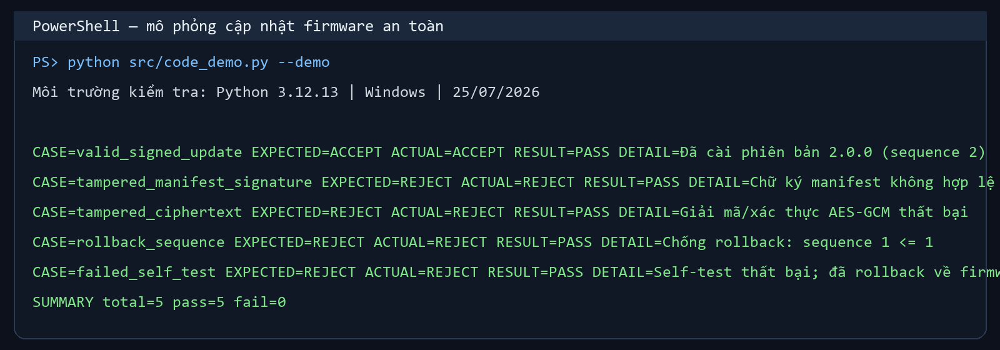 PowerShell — mô phỏng cập nhật firmware an toàn
PS> python src/code_demo.py --demo
Môi trường kiểm tra: Python 3.12.13 | Windows | 25/07/2026
CASE=valid_signed_update EXPECTED=ACCEPT ACTUAL=ACCEPT RESULT=PASS DETAIL=Đã cài phiên bản 2.0.0 (sequence 2)
CASE=tampered_manifest_signature EXPECTED=REJECT ACTUAL=REJECT RESULT=PASS DETAIL=Chữ ký manifest không hợp lệ
CASE=tampered_ciphertext EXPECTED=REJECT ACTUAL=REJECT RESULT=PASS DETAIL=Giải mã/xác thực AES-GCM thất bại
CASE=rollback_sequence EXPECTED=REJECT ACTUAL=REJECT RESULT=PASS DETAIL=Chống rollback: sequence 1 <= 1
CASE=failed_self_test EXPECTED=REJECT ACTUAL=REJECT RESULT=PASS DETAIL=Self-test thất bại; đã rollback về
SUMMARY total=5 pass=5 fail=0